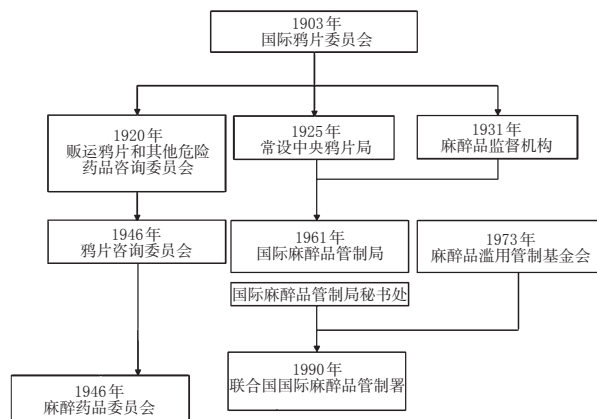 1903年
国际鸦片委员会
1920年
贩运鸦片和其他危险
药品咨询委员会
1925年
常设中央鸦片局
1931年
麻醉品监督机构
1946年
鸦片咨询委员会
1961年
国际麻醉品管制局
1973年
麻醉品滥用管制基金会
国际麻醉品管制局秘书处
1946年
麻醉药品委员会
1990年
联合国国际麻醉品管制署